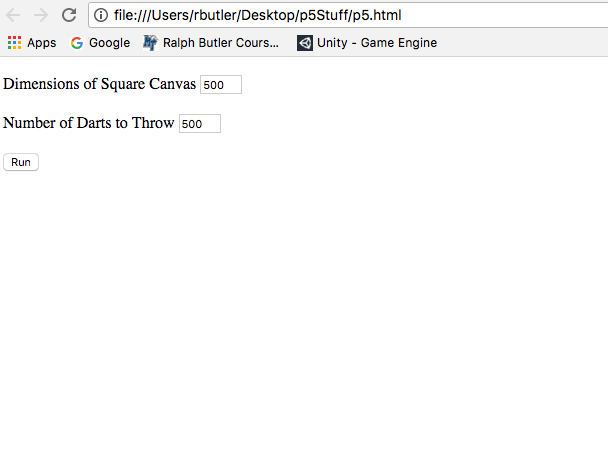 file:///Users/rbutler/Desktop/p5Stuff/p5.html
Apps Google Ralph Butler Cours... Unity - Game Engine
Dimensions of Square Canvas 500
Number of Darts to Throw 500
Run